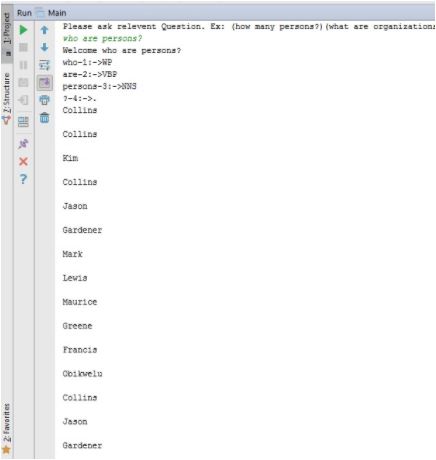 Run Main
1: Project
Please ask relevent Question. Ex: (how many persons?)(what are organizations
who are persons?
Welcome who are persons?
who-1:->WP
are-2:->VBP
persons-3:->NNS
?-4:->.
Collins
Collins
Kim
Collins
Jason
Gardener
Mark
Lewis
Maurice
Greene
Francis
Obikwelu
Collins
Jason
Gardener
Z: Structure
2: Favorites